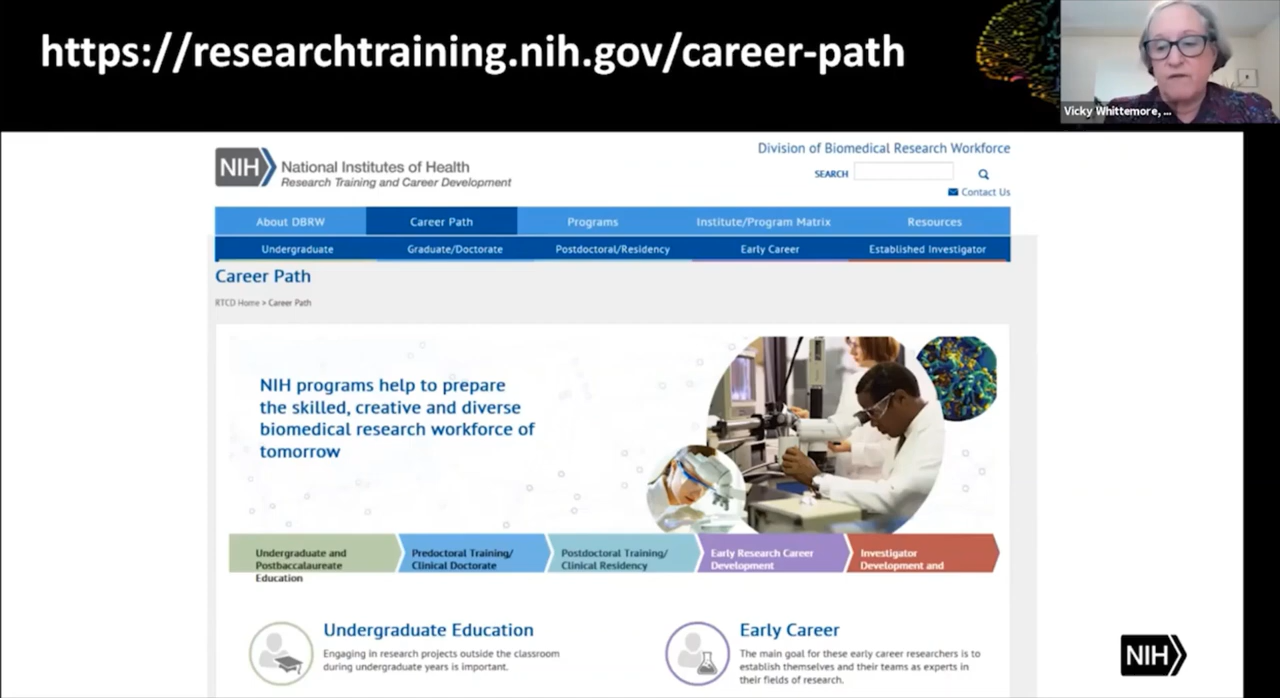 https://researchtraining.nih.gov/career-path
Vicky Whittemore, ...
NIH
National Institutes of Health
Research Training and Career Development
Division of Biomedical Research Workforce
SEARCH
Contact Us
About DBRW Career Path Programs Institute/Program Matrix Resources
Undergraduate Graduate/Doctorate Postdoctoral/Residency Early Career Established Investigator
Career Path
RTCD Home > Career Path
NIH programs help to prepare
the skilled, creative and diverse
biomedical research workforce of
tomorrow
Undergraduate and
Postbaccalaureate
Education
Predoctoral Training/
Clinical Doctorate
Postdoctoral Training/
Clinical Residency
Early Research Career
Development
Investigator
Development and
Undergraduate Education
Engaging in research projects outside the classroom
during undergraduate years is important.
Early Career
The main goal for these early career researchers is to
establish themselves and their teams as experts in
their fields of research.
NIH